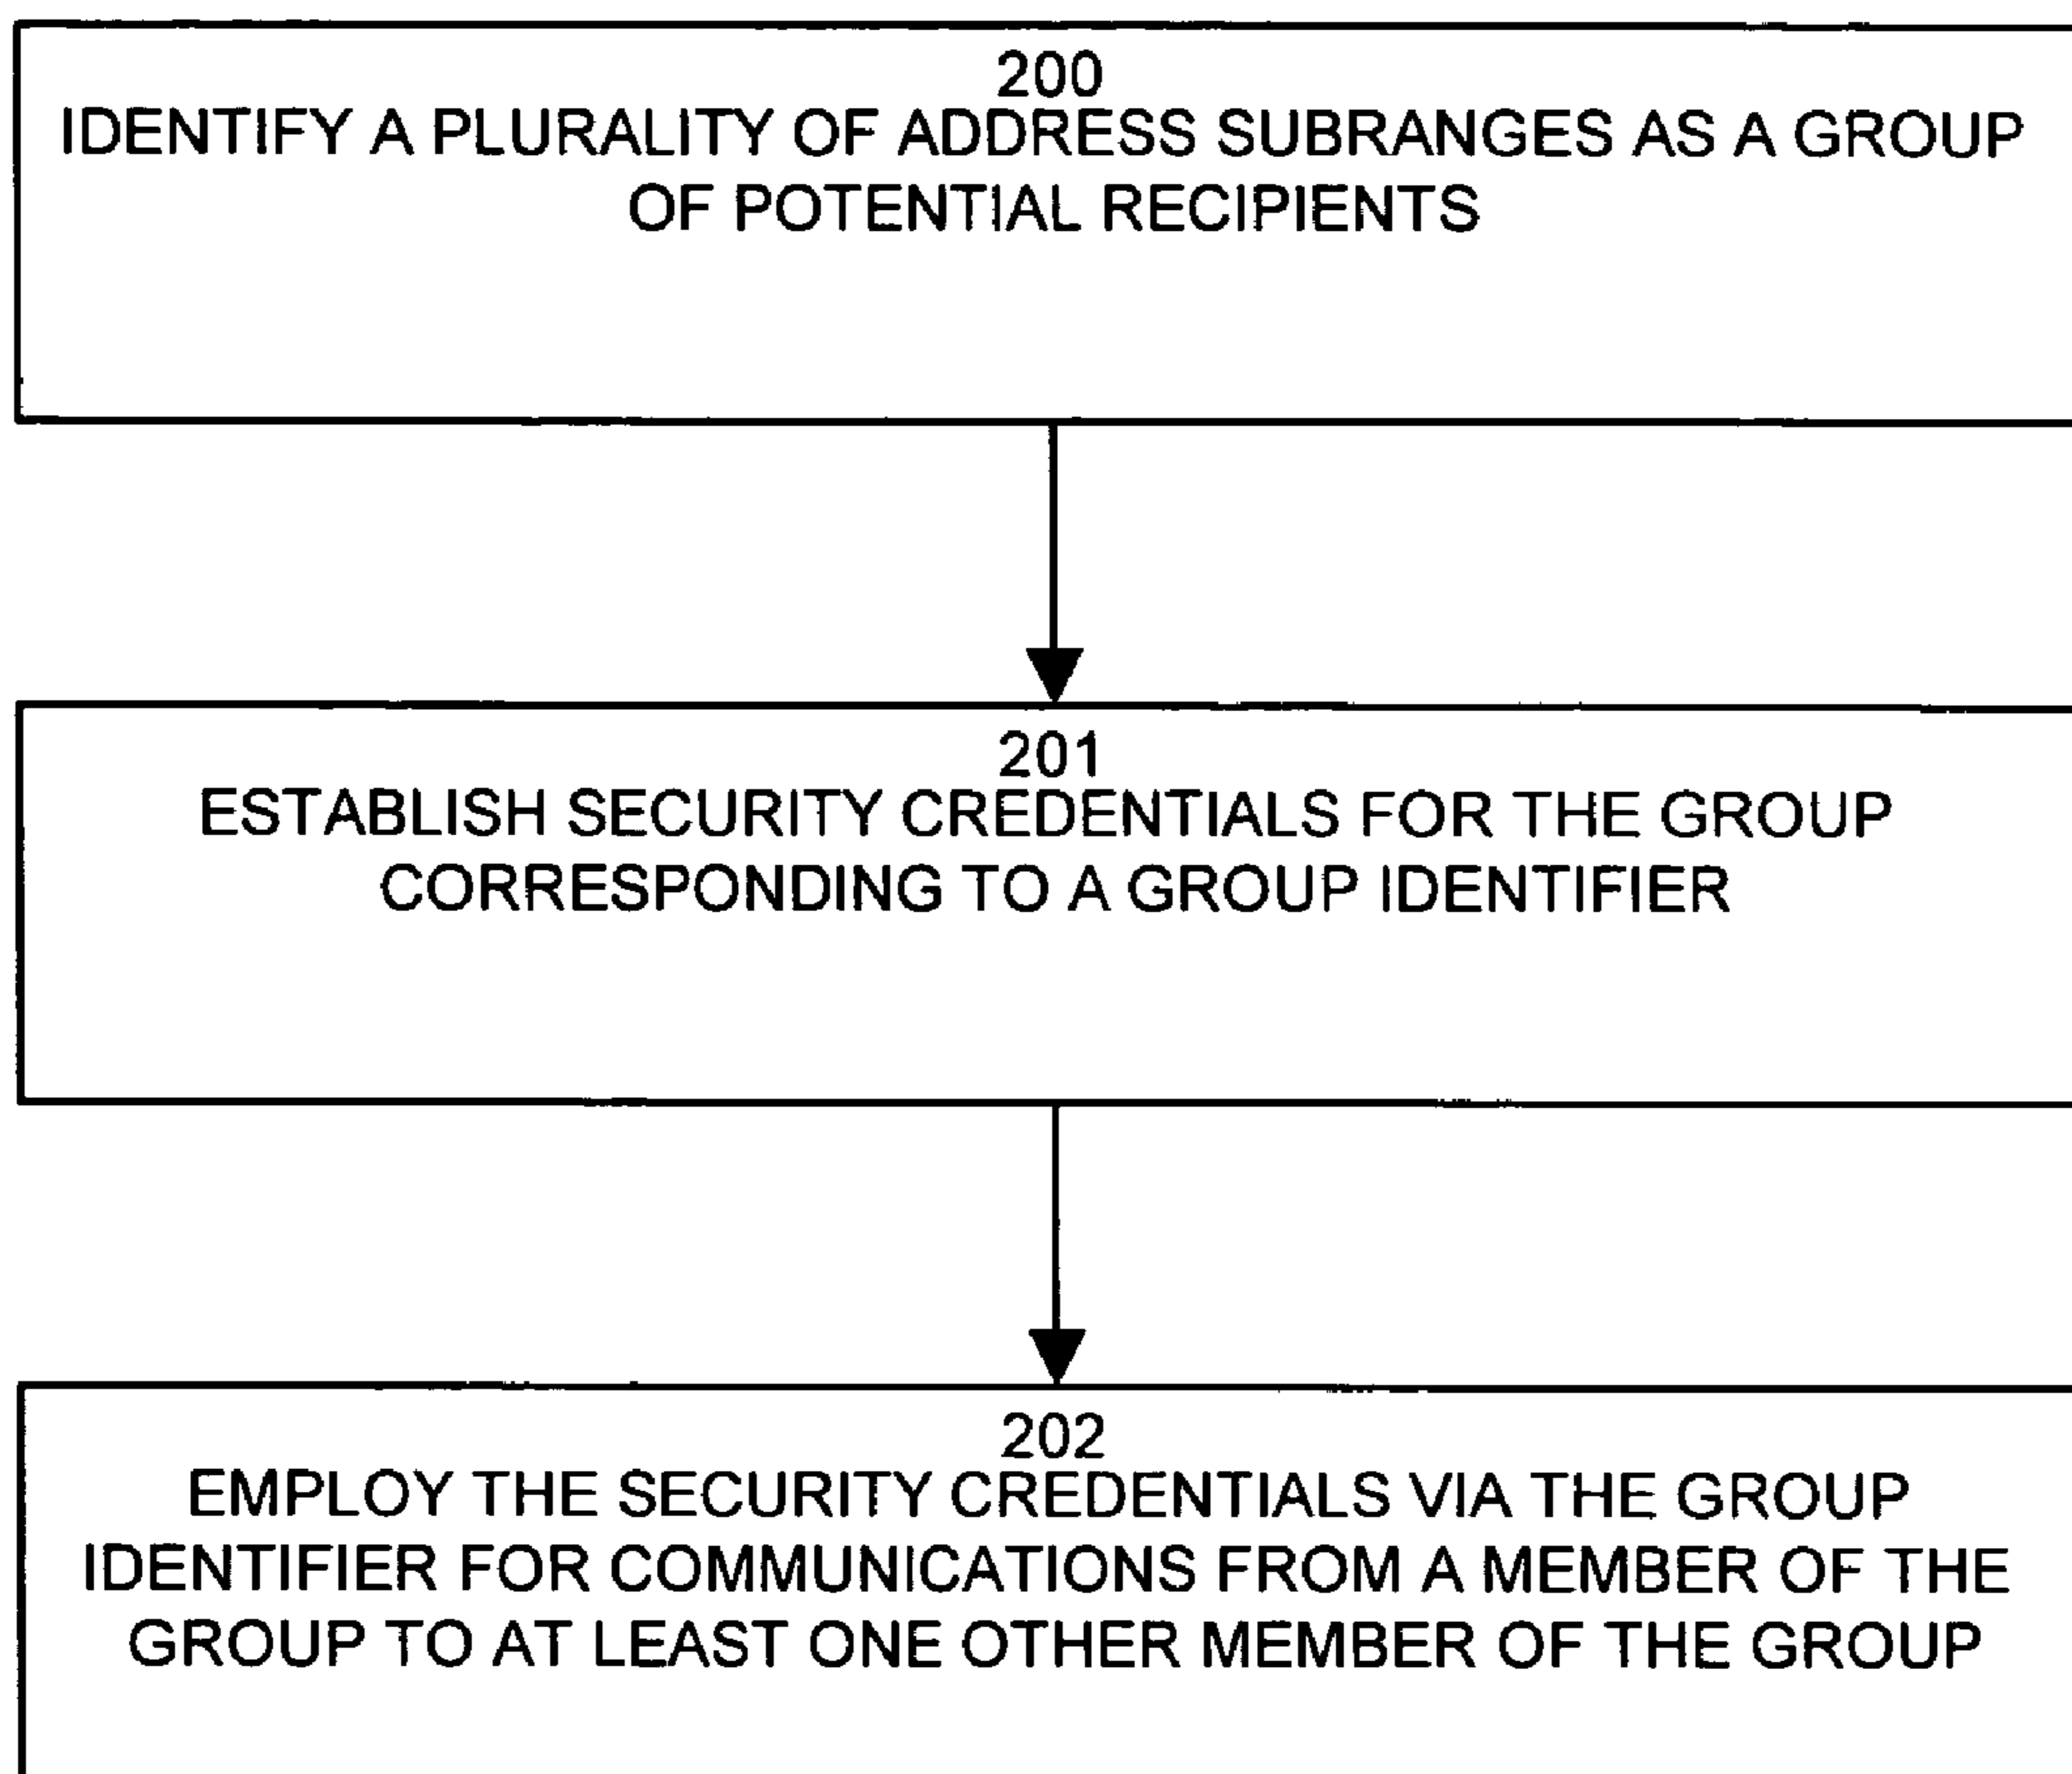 200
IDENTIFY A PLURALITY OF ADDRESS SUBRANGES AS A GROUP
OF POTENTIAL RECIPIENTS
201
ESTABLISH SECURITY CREDENTIALS FOR THE GROUP
CORRESPONDING TO A GROUP IDENTIFIER
202
EMPLOY THE SECURITY CREDENTIALS VIA THE GROUP
IDENTIFIER FOR COMMUNICATIONS FROM A MEMBER OF THE
GROUP TO AT LEAST ONE OTHER MEMBER OF THE GROUP